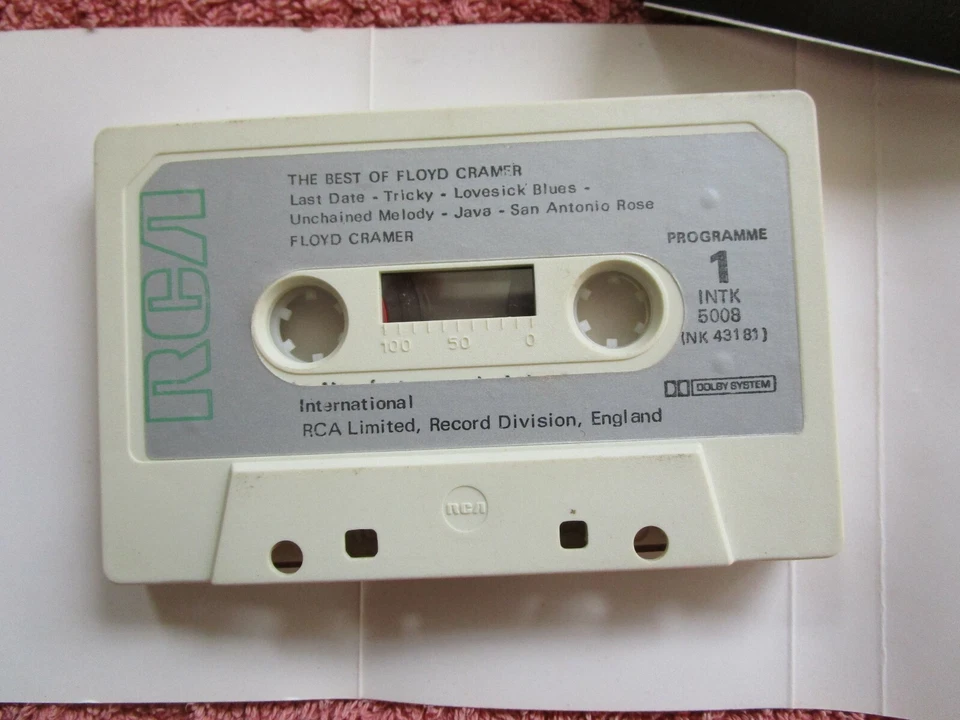 THE BEST OF FLOYD CRAMER
Last Date - Tricky - Lovesick Blues -
Unchained Melody - Java - San Antonio Rose
FLOYD CRAMER
PROGRAMME
1
INTK
5008
(NK 43181)
RCA
100 50 0
DOLBY SYSTEM
International
RCA Limited, Record Division, England
RCA